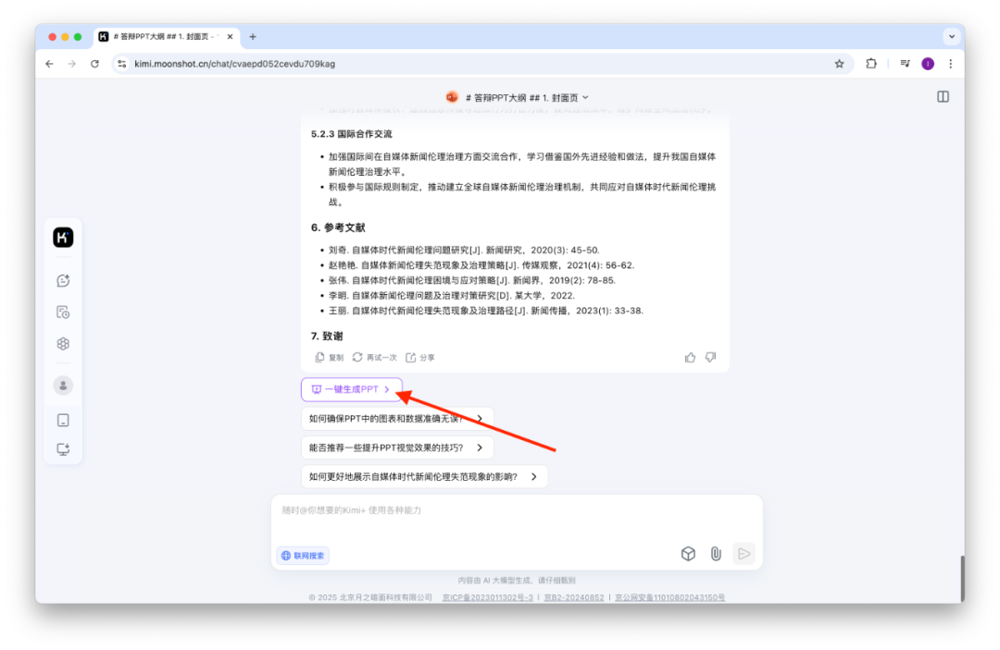 # 答辩PPT大纲 ## 1. 封面页 -
kimi.moonshot.cn/chat/cvaepd052cevdu709kag
# 答辩PPT大纲 ## 1. 封面页
5.2.3 国际合作交流
• 加强国际间在自媒体新闻伦理治理方面交流合作，学习借鉴国外先进经验和做法，提升我国自媒体
新闻伦理治理水平。
• 积极参与国际规则制定，推动建立全球自媒体新闻伦理治理机制，共同应对自媒体时代新闻伦理挑
战。
6. 参考文献
• 刘奇. 自媒体时代新闻伦理问题研究[J]. 新闻研究，2020(3): 45-50.
• 赵艳艳. 自媒体新闻伦理失范现象及治理策略[J]. 传媒观察，2021(4): 56-62.
• 张伟. 自媒体时代新闻伦理困境与应对策略[J]. 新闻界，2019(2): 78-85.
• 李明. 自媒体新闻伦理问题及治理对策研究[D]. 某大学，2022.
• 王丽. 自媒体时代新闻伦理失范现象及治理路径[J]. 新闻传播，2023(1): 33-38.
7. 致谢
复制 再试一次 分享
一键生成PPT
如何确保PPT中的图表和数据准确无误？
能否推荐一些提升PPT视觉效果的技巧？
如何更好地展示自媒体时代新闻伦理失范现象的影响？
随时@你想要的Kimi+ 使用各种能力
联网搜索
内容由 AI 大模型生成，请仔细甄别
© 2025 北京月之暗面科技有限公司 京ICP备2023011302号-3 | 京B2-20240852 | 京公网安备11010802043150号